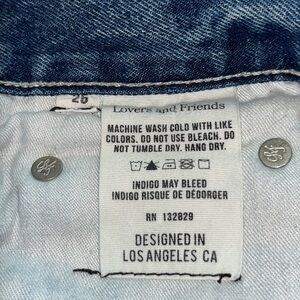 26
Lovers and Friends
MACHINE WASH COLD WITH LIKE
COLORS. DO NOT USE BLEACH. DO
NOT TUMBLE DRY. HANG DRY.
INDIGO MAY BLEED
INDIGO RISQUE DE DÉGORGER
RN 132829
DESIGNED IN
LOS ANGELES CA